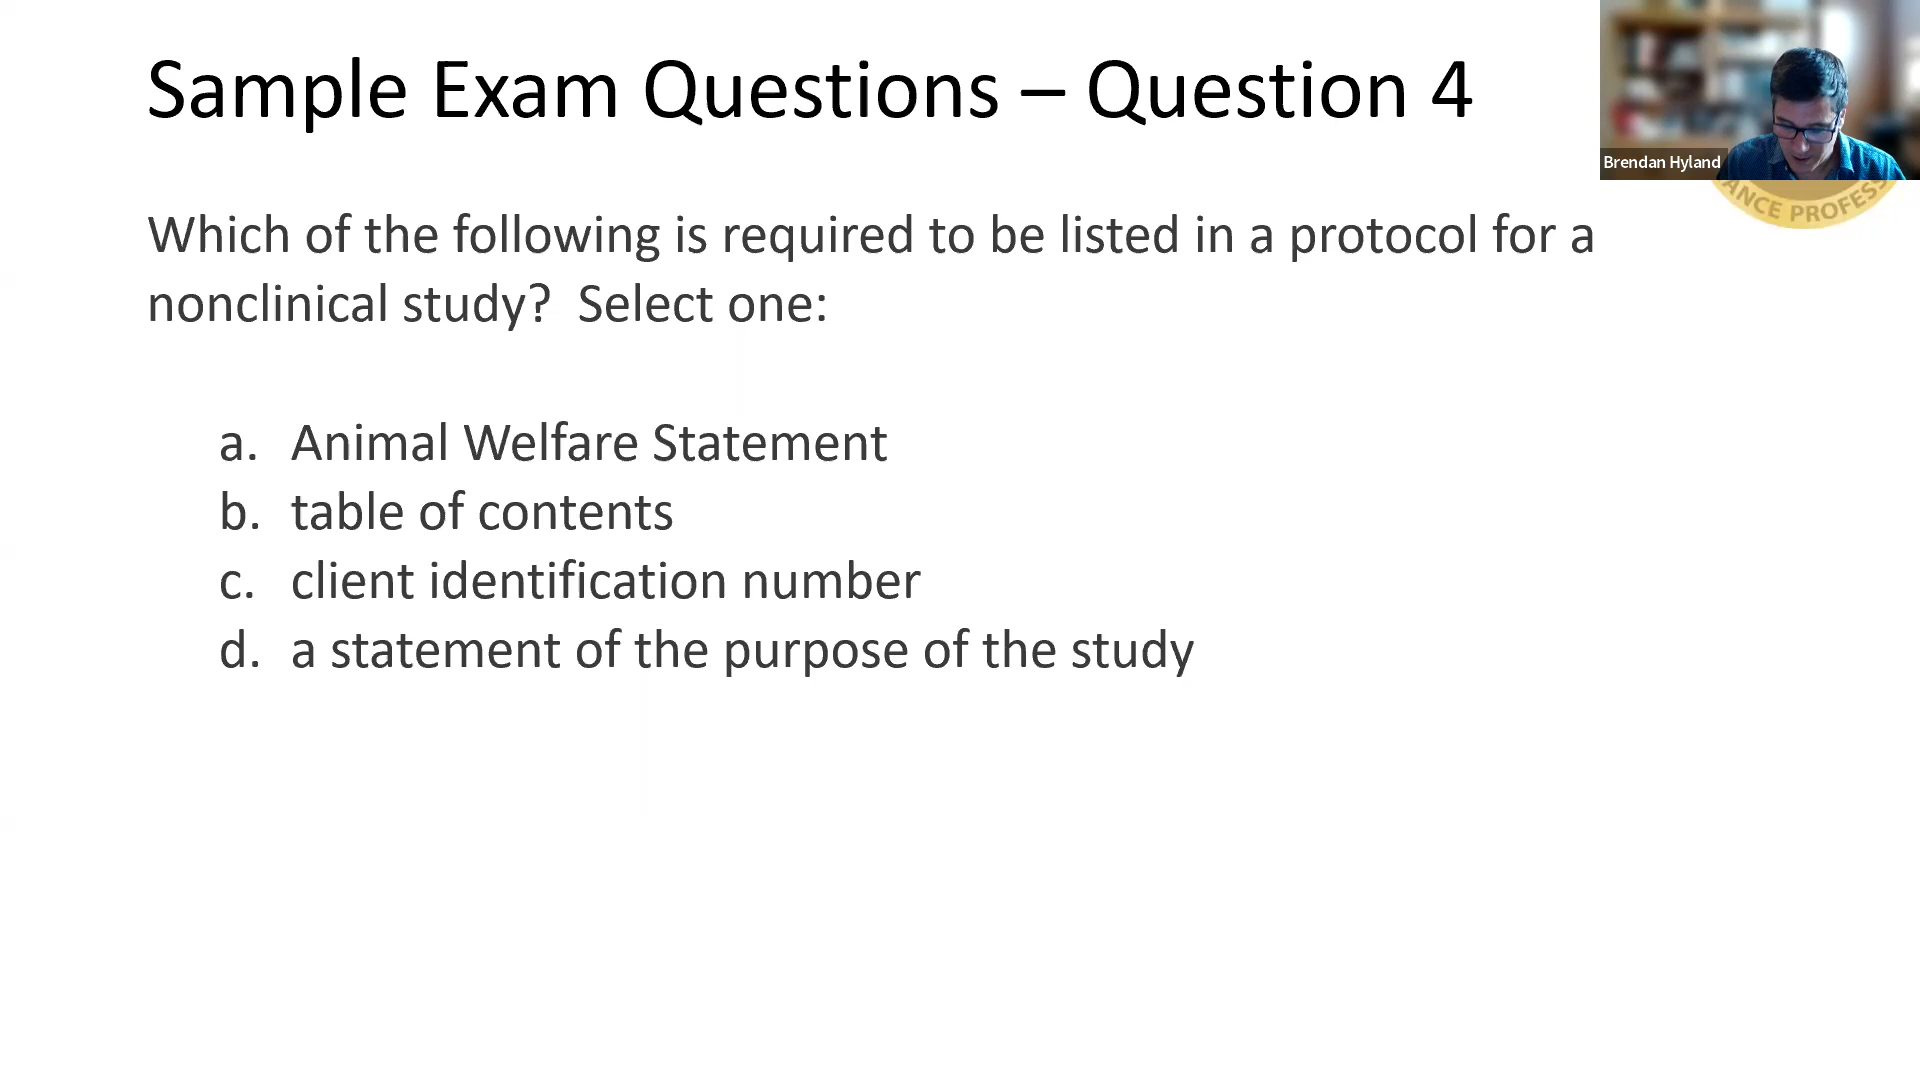 Sample Exam Questions – Question 4
Brendan Hyland
ANCE PROFESS
Which of the following is required to be listed in a protocol for a
nonclinical study? Select one:
a. Animal Welfare Statement
b. table of contents
c. client identification number
d. a statement of the purpose of the study